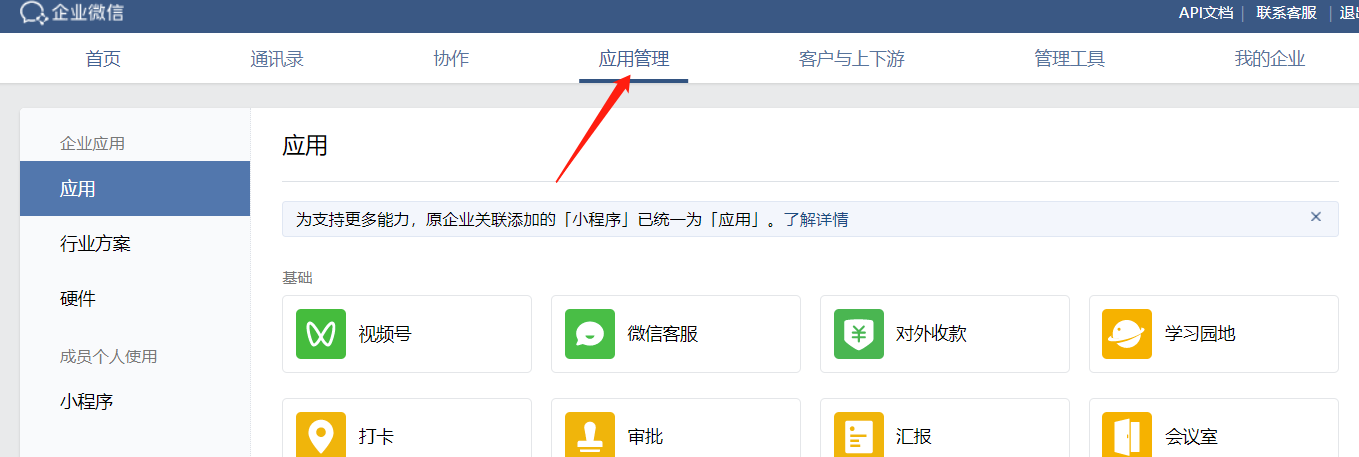 企业微信
API文档 | 联系客服 | 退出
首页 通讯录 协作 应用管理 客户与上下游 管理工具 我的企业
企业应用
应用
行业方案
硬件
成员个人使用
小程序
应用
为支持更多能力，原企业关联添加的「小程序」已统一为「应用」。了解详情
基础
视频号 微信客服 对外收款 学习园地
打卡 审批 汇报 会议室